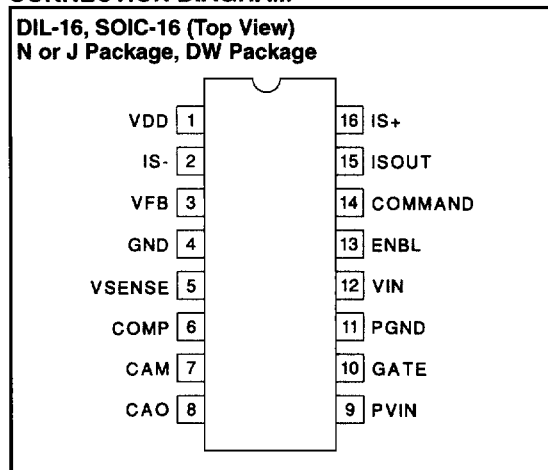 CONNECTION DIAGRAM
DIL-16, SOIC-16 (Top View)
N or J Package, DW Package
VDD 1
IS- 2
VFB 3
GND 4
VSENSE 5
COMP 6
CAM 7
CAO 8
16 IS+
15 ISOUT
14 COMMAND
13 ENBL
12 VIN
11 PGND
10 GATE
9 PVIN